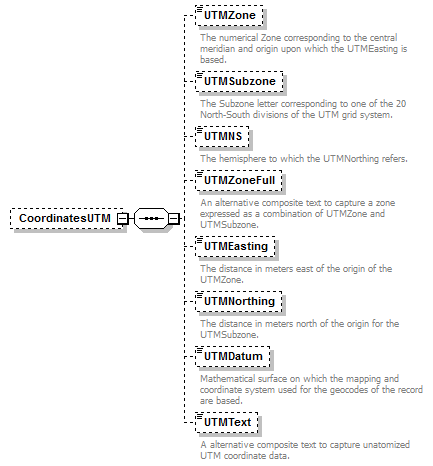 UTMZone
The numerical Zone corresponding to the central
meridian and origin upon which the UTMEasting is
based.
UTMSubzone
The Subzone letter corresponding to one of the 20
North-South divisions of the UTM grid system.
UTMNS
The hemisphere to which the UTMNorthing refers.
UTMZoneFull
An alternative composite text to capture a zone
expressed as a combination of UTMZone and
UTMSubzone.
CoordinatesUTM
UTMEasting
The distance in meters east of the origin of the
UTMZone.
UTMNorthing
The distance in meters north of the origin for the
UTMSubzone.
UTMDatum
Mathematical surface on which the mapping and
coordinate system used for the geocodes of the record
are based.
UTMText
A alternative composite text to capture unatomized
UTM coordinate data.